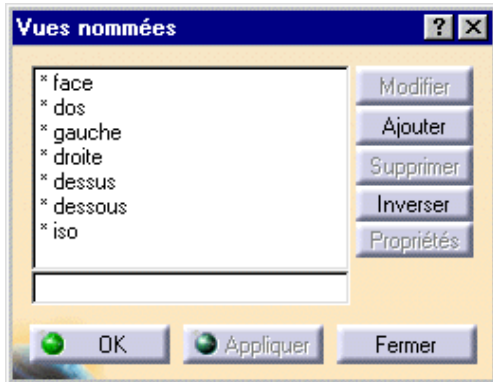 Vues nommées
* face
* dos
* gauche
* droite
* dessus
* dessous
* iso
Modifier
Ajouter
Supprimer
Inverser
Propriétés
OK
Appliquer
Fermer